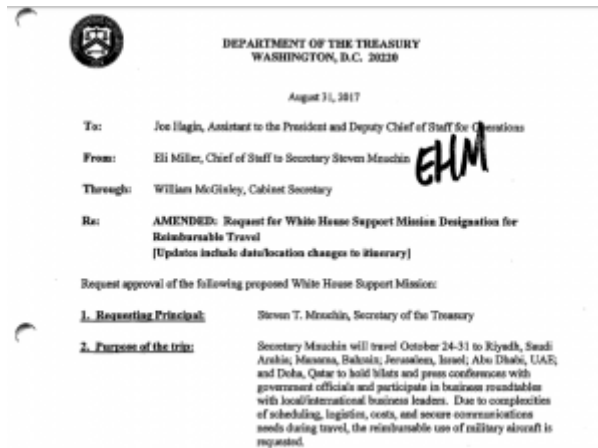 DEPARTMENT OF THE TREASURY
WASHINGTON, D.C. 20220
August 31, 2017
To: Joe Hagin, Assistant to the President and Deputy Chief of Staff for Operations
From: Eli Miller, Chief of Staff to Secretary Steven Mnuchin EHM
Through: William McGinley, Cabinet Secretary
Re: AMENDED: Request for White House Support Mission Designation for
Reimbursable Travel
[Updates include date/location changes to itinerary]
Request approval of the following proposed White House Support Mission:
1. Requesting Principal: Steven T. Mnuchin, Secretary of the Treasury
2. Purpose of the trip: Secretary Mnuchin will travel October 24-31 to Riyadh, Saudi
Arabia; Manama, Bahrain; Jerusalem, Israel; Abu Dhabi, UAE;
and Doha, Qatar to hold bilats and press conferences with
government officials and participate in business roundtables
with local/international business leaders. Due to complexities
of scheduling, logistics, costs, and secure communications
needs during travel, the reimbursable use of military aircraft is
requested.